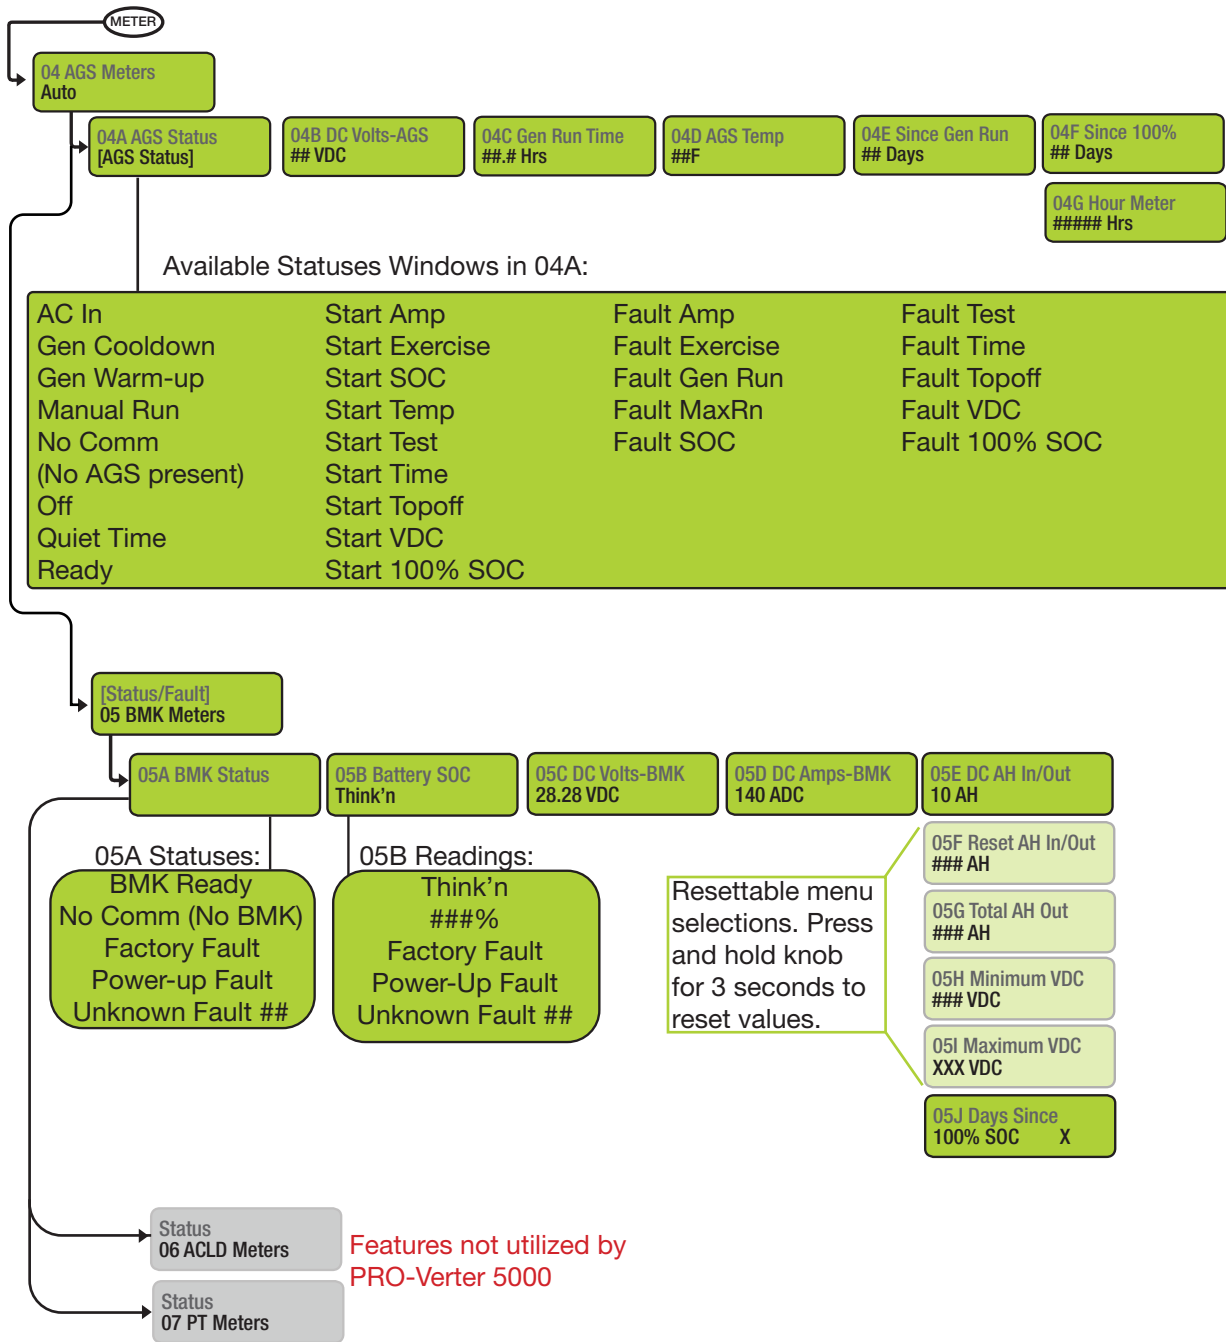 METER
04 AGS Meters
Auto
04A AGS Status
[AGS Status]
04B DC Volts-AGS
## VDC
04C Gen Run Time
##.# Hrs
04D AGS Temp
##F
04E Since Gen Run
## Days
04F Since 100%
## Days
04G Hour Meter
##### Hrs
Available Statuses Windows in 04A:
AC In
Gen Cooldown
Gen Warm-up
Manual Run
No Comm
(No AGS present)
Off
Quiet Time
Ready
Start Amp
Start Exercise
Start SOC
Start Temp
Start Test
Start Time
Start Topoff
Start VDC
Start 100% SOC
Fault Amp
Fault Exercise
Fault Gen Run
Fault MaxRn
Fault SOC
Fault Test
Fault Time
Fault Topoff
Fault VDC
Fault 100% SOC
[Status/Fault]
05 BMK Meters
05A BMK Status
05B Battery SOC
Think'n
05C DC Volts-BMK
28.28 VDC
05D DC Amps-BMK
140 ADC
05E DC AH In/Out
10 AH
05A Statuses:
BMK Ready
No Comm (No BMK)
Factory Fault
Power-up Fault
Unknown Fault ##
05B Readings:
Think'n
###%
Factory Fault
Power-Up Fault
Unknown Fault ##
Resettable menu
selections. Press
and hold knob
for 3 seconds to
reset values.
05F Reset AH In/Out
### AH
05G Total AH Out
### AH
05H Minimum VDC
### VDC
05I Maximum VDC
XXX VDC
05J Days Since
100% SOC X
Status
06 ACLD Meters
Features not utilized by
PRO-Verter 5000
Status
07 PT Meters